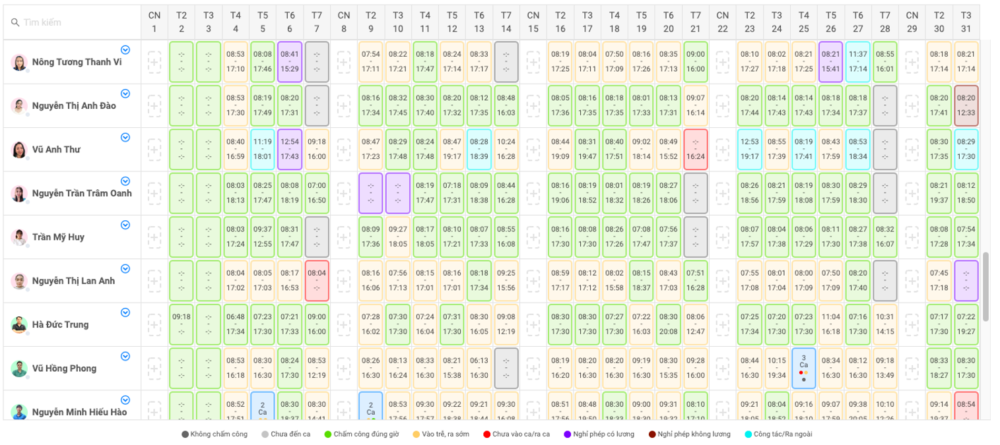 Tìm kiếm
CN T2 T3 T4 T5 T6 T7 CN T2 T3 T4 T5 T6 T7 CN T2 T3 T4 T5 T6 T7 CN T2 T3 T4 T5 T6 T7 CN T2 T3
1 2 3 4 5 6 7 8 9 10 11 12 13 14 15 16 17 18 19 20 21 22 23 24 25 26 27 28 29 30 31
-:- -:- 08:53 08:08 08:41 -:- 07:54 08:22 08:18 08:24 08:33 -:- 08:19 08:04 07:50 08:16 08:35 09:00 08:10 08:02 08:21 08:21 11:37 08:55 08:18 08:21
Nông Tương Thanh Vi - - - - - - - - - - - - - - - - - - - - - - - - - -
-:- -:- 17:10 17:46 15:29 -:- 17:11 17:21 17:47 17:14 17:17 -:- 17:25 17:11 17:09 17:26 17:13 16:00 17:27 17:18 17:25 15:41 17:14 16:01 17:14 17:14
-:- -:- 08:53 08:19 08:20 -:- 08:16 08:32 08:30 08:20 08:12 08:48 08:05 08:16 08:18 08:01 08:13 09:07 08:20 08:14 08:14 08:18 08:18 -:- 08:20 08:20
Nguyễn Thị Anh Đào - - - - - - - - - - - - - - - - - - - - - - - - - -
-:- -:- 17:30 17:49 17:31 -:- 17:34 17:45 17:40 17:32 17:35 16:03 17:36 17:35 17:35 17:33 17:31 16:14 17:44 17:43 17:43 17:34 17:37 -:- 17:41 12:33
-:- -:- 08:40 11:19 12:54 09:18 08:47 08:29 08:24 08:47 08:28 10:24 08:44 08:31 08:40 09:02 08:49 -:- 12:53 08:55 08:19 08:43 08:53 -:- 08:30 08:29
Vũ Anh Thư - - - - - - - - - - - - - - - - - - - - - - - - - -
-:- -:- 16:59 18:01 17:43 16:00 17:23 17:48 17:48 19:17 18:39 16:28 19:09 19:47 17:51 18:14 15:52 16:24 19:17 17:39 17:41 17:59 18:34 -:- 17:35 17:30
-:- -:- 08:03 08:25 08:08 07:00 -:- -:- 08:19 07:18 08:09 08:44 08:16 08:19 08:01 08:19 08:27 -:- 08:26 08:21 08:19 08:30 08:29 -:- 08:21 08:12
Nguyễn Trần Trâm Oanh - - - - - - - - - - - - - - - - - - - - - - - - - -
-:- -:- 18:13 17:47 18:19 16:50 -:- -:- 17:47 17:31 18:38 16:28 19:06 18:52 18:32 18:26 18:06 -:- 18:56 17:59 18:08 17:59 18:30 -:- 19:37 18:50
-:- -:- 08:03 09:37 08:31 -:- 08:09 09:27 08:17 08:10 08:07 08:55 08:16 08:08 08:26 07:08 07:56 -:- 08:07 08:04 08:06 08:11 08:27 08:32 08:08 07:54
Trần Mỹ Huy - - - - - - - - - - - - - - - - - - - - - - - - - -
-:- -:- 17:24 12:55 17:47 -:- 17:36 18:05 18:05 17:21 17:33 16:08 17:30 17:30 17:26 17:47 17:37 -:- 17:57 17:38 17:29 17:30 17:38 16:07 17:28 17:34
-:- -:- 08:04 08:05 08:17 08:04 08:16 07:56 08:15 08:16 08:18 09:25 08:59 08:12 08:02 08:15 08:43 07:51 07:55 08:01 08:00 07:50 08:20 -:- 07:45 -:-
Nguyễn Thị Lan Anh - - - - - - - - - - - - - - - - - - - - - - - - - -
-:- -:- 17:02 17:03 16:53 -:- 16:06 17:13 17:01 17:01 17:34 15:56 17:17 17:12 15:58 18:37 17:03 16:28 17:08 17:04 17:09 17:09 17:40 -:- 17:18 -:-
09:18 -:- 06:48 07:23 07:21 09:00 07:28 07:30 07:24 07:31 08:30 09:08 08:30 08:30 07:27 07:22 08:30 08:06 07:25 07:20 07:23 11:04 07:16 10:31 07:17 07:22
Hà Đức Trung - - - - - - - - - - - - - - - - - - - - - - - - - -
-:- 17:34 17:30 17:33 16:00 16:02 17:30 16:04 17:30 16:05 12:19 17:30 17:30 17:30 16:03 20:08 12:47 17:34 17:30 17:30 16:18 17:30 14:15 17:30 19:27
-:- -:- 08:53 08:30 08:24 08:53 08:26 08:13 08:33 08:21 06:13 -:- 08:19 08:20 08:20 09:19 08:30 09:28 08:44 10:15 3 08:34 08:12 09:18 08:33 08:30
Vũ Hồng Phong - - - - - - - - - - - - - - - - - - - - Ca - - - - -
-:- -:- 16:18 16:30 17:30 12:19 16:30 16:24 16:30 15:38 16:30 -:- 16:20 16:30 16:30 16:30 15:35 16:00 16:30 19:34 16:30 16:30 13:49 18:27 17:30
-:- -:- 08:52 2 08:30 08:30 2 08:53 09:30 09:22 09:21 09:30 08:51 08:48 08:30 09:00 09:31 08:10 09:21 08:04 09:16 09:07 09:38 10:10 09:14 08:54
Nguyễn Minh Hiếu Hào - - - Ca - - Ca - - - - - - - - - - - - - - - - - - -
Không chấm công Chưa đến ca Chấm công đúng giờ Vào trễ, ra sớm Chưa vào ca/ra ca Nghỉ phép có lương Nghỉ phép không lương Công tác/Ra ngoài